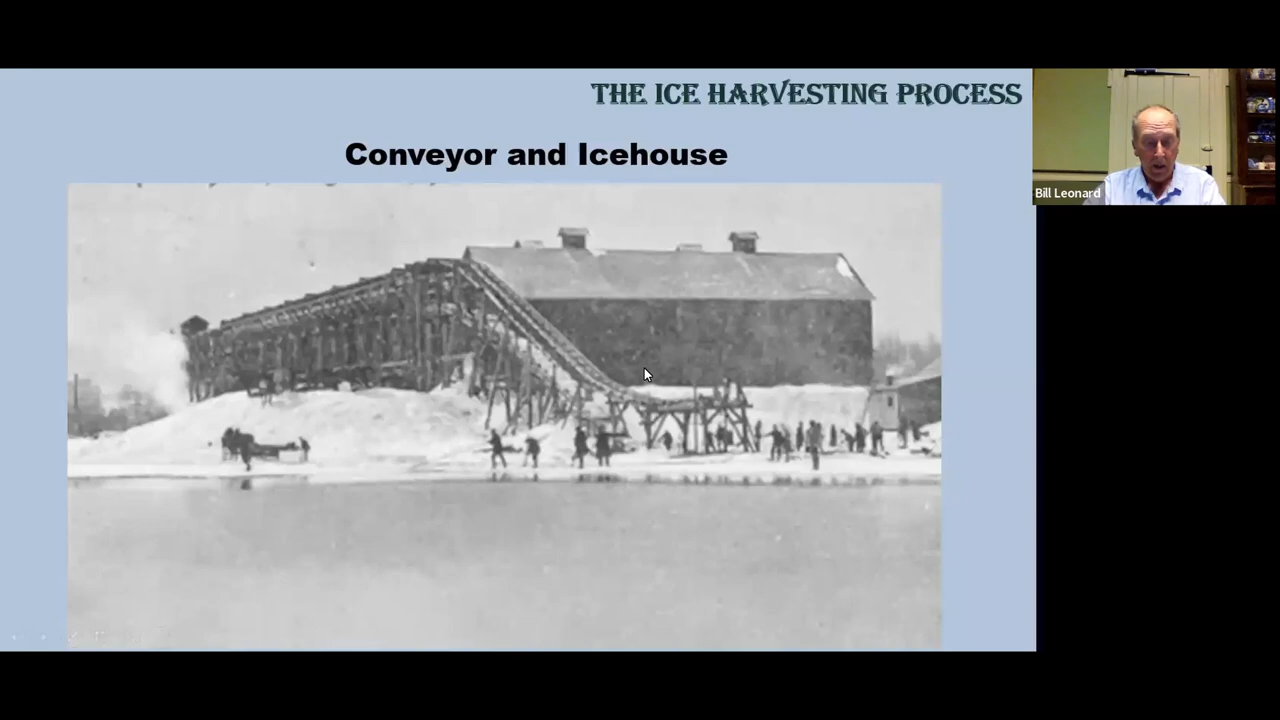 THE ICE HARVESTING PROCESS
Conveyor and Icehouse
Bill Leonard